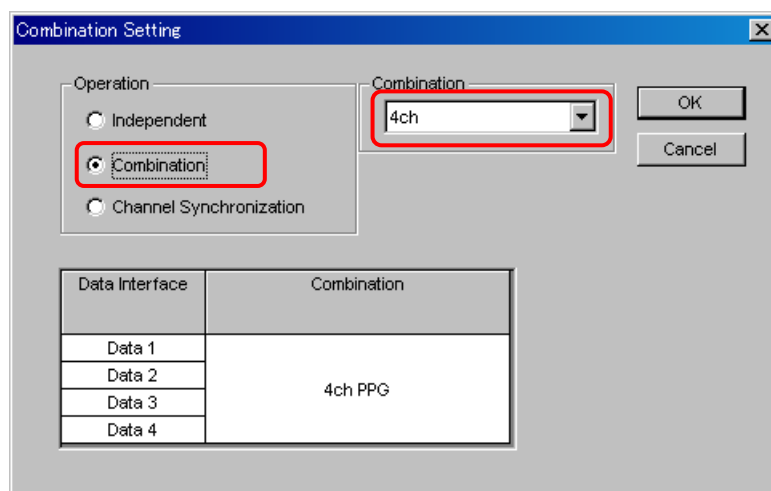 Combination Setting
Operation
Independent
Combination
Channel Synchronization
Combination
4ch
OK
Cancel
Data Interface Combination
Data 1
Data 2
Data 3
Data 4
4ch PPG